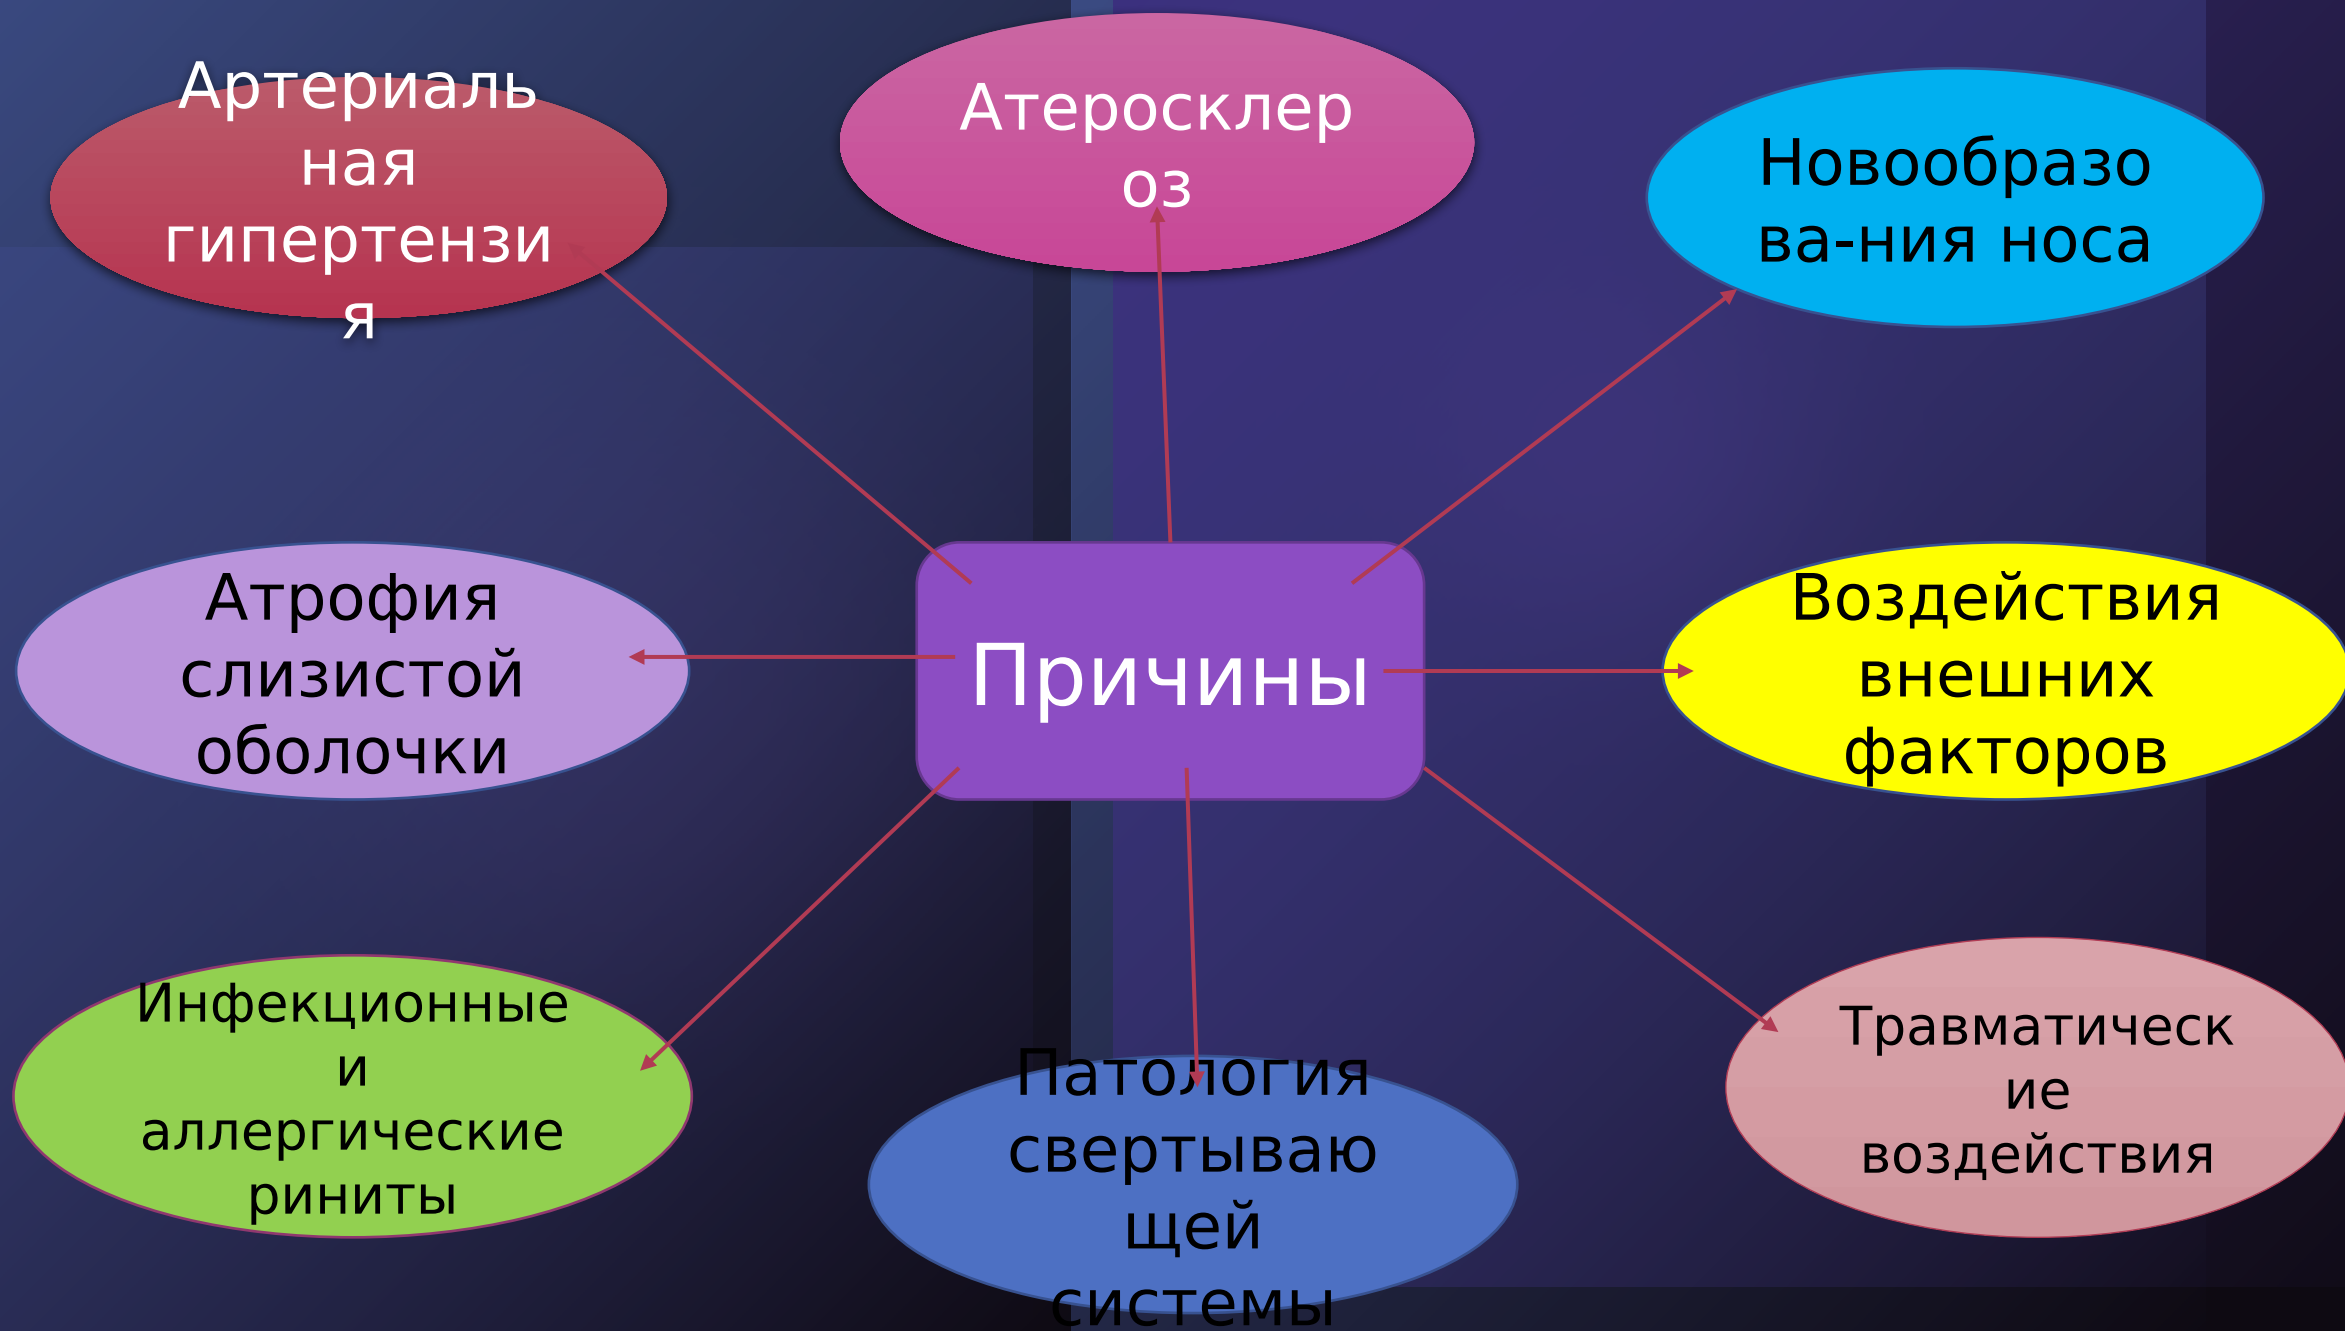 Артериаль
ная
гипертензи
я
Атеросклер
оз
Новообразо
ва-ния носа
Атрофия
слизистой
оболочки
Причины
Воздействия
внешних
факторов
Инфекционные
и
аллергические
риниты
Патология
свертываю
щей
системы
Травматическ
ие
воздействия